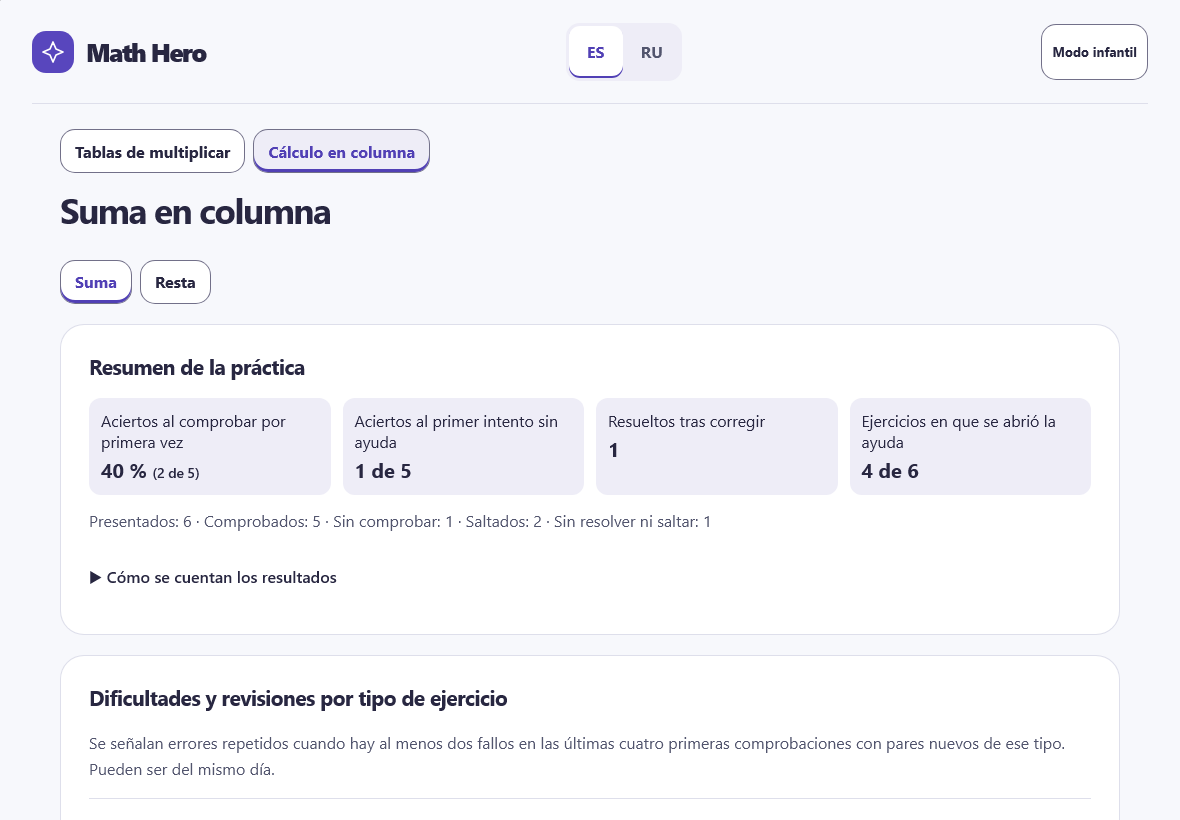 Math Hero
ES
RU
Modo infantil
Tablas de multiplicar
Cálculo en columna
Suma en columna
Suma
Resta
Resumen de la práctica
Aciertos al comprobar por
primera vez
40 % (2 de 5)
Aciertos al primer intento sin
ayuda
1 de 5
Resueltos tras corregir
1
Ejercicios en que se abrió la
ayuda
4 de 6
Presentados: 6 · Comprobados: 5 · Sin comprobar: 1 · Saltados: 2 · Sin resolver ni saltar: 1
▶ Cómo se cuentan los resultados
Dificultades y revisiones por tipo de ejercicio
Se señalan errores repetidos cuando hay al menos dos fallos en las últimas cuatro primeras comprobaciones con pares nuevos de ese tipo.
Pueden ser del mismo día.